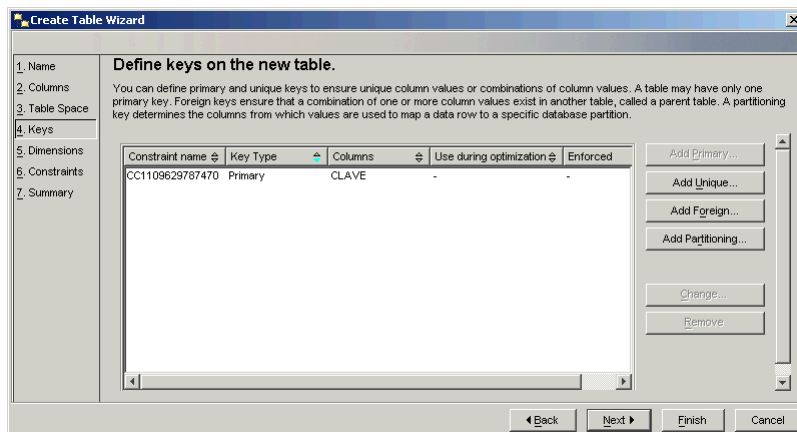 Create Table Wizard
1. Name
2. Columns
3. Table Space
4. Keys
5. Dimensions
6. Constraints
7. Summary
Define keys on the new table.
You can define primary and unique keys to ensure unique column values or combinations of column values. A table may have only one
primary key. Foreign keys ensure that a combination of one or more column values exist in another table, called a parent table. A partitioning
key determines the columns from which values are used to map a data row to a specific database partition.
Constraint name Key Type Columns Use during optimization Enforced
CC1109629787470 Primary CLAVE - -
Add Primary...
Add Unique...
Add Foreign...
Add Partitioning...
Change...
Remove
Back Next Finish Cancel